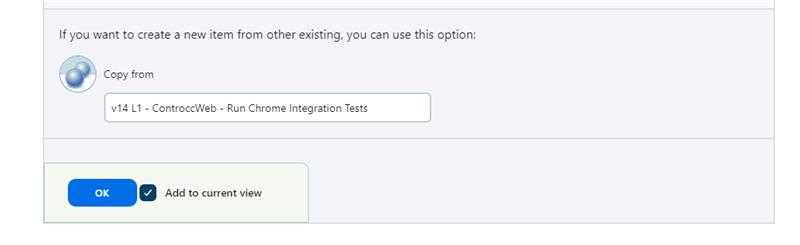 If you want to create a new item from other existing, you can use this option:
Copy from
v14 L1 - ControccWeb - Run Chrome Integration Tests
OK
Add to current view